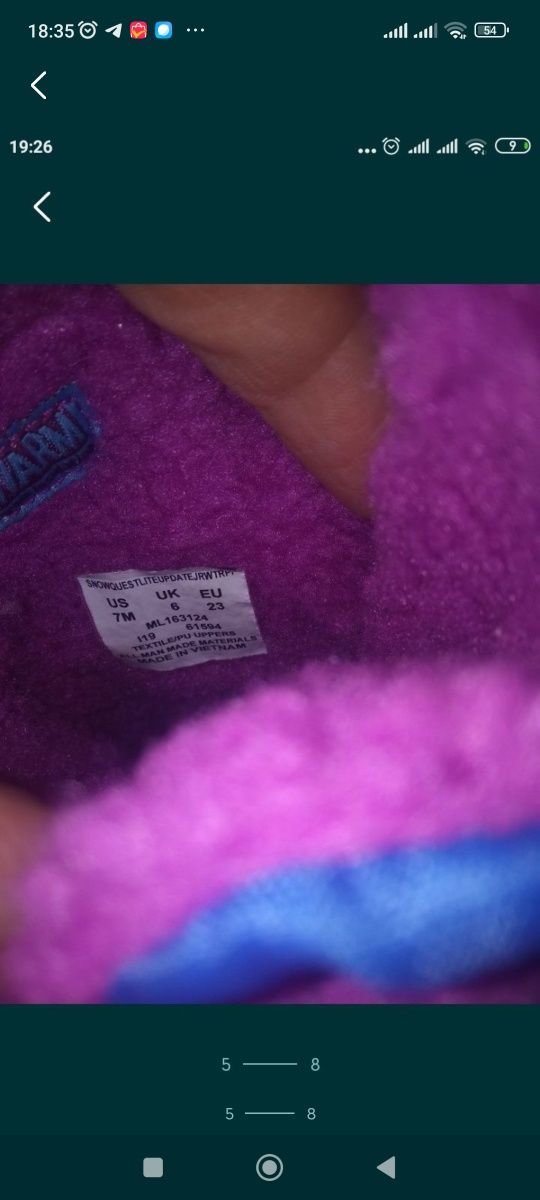 18:35 ... 54
19:26 ... 9
WARM
SNOWQUESTLITEUPDATEJRWTRPF
US UK EU
7M 6 23
ML163124
I19 61594
TEXTILE/PU UPPERS
ALL MAN MADE MATERIALS
MADE IN VIETNAM
5 8
5 8